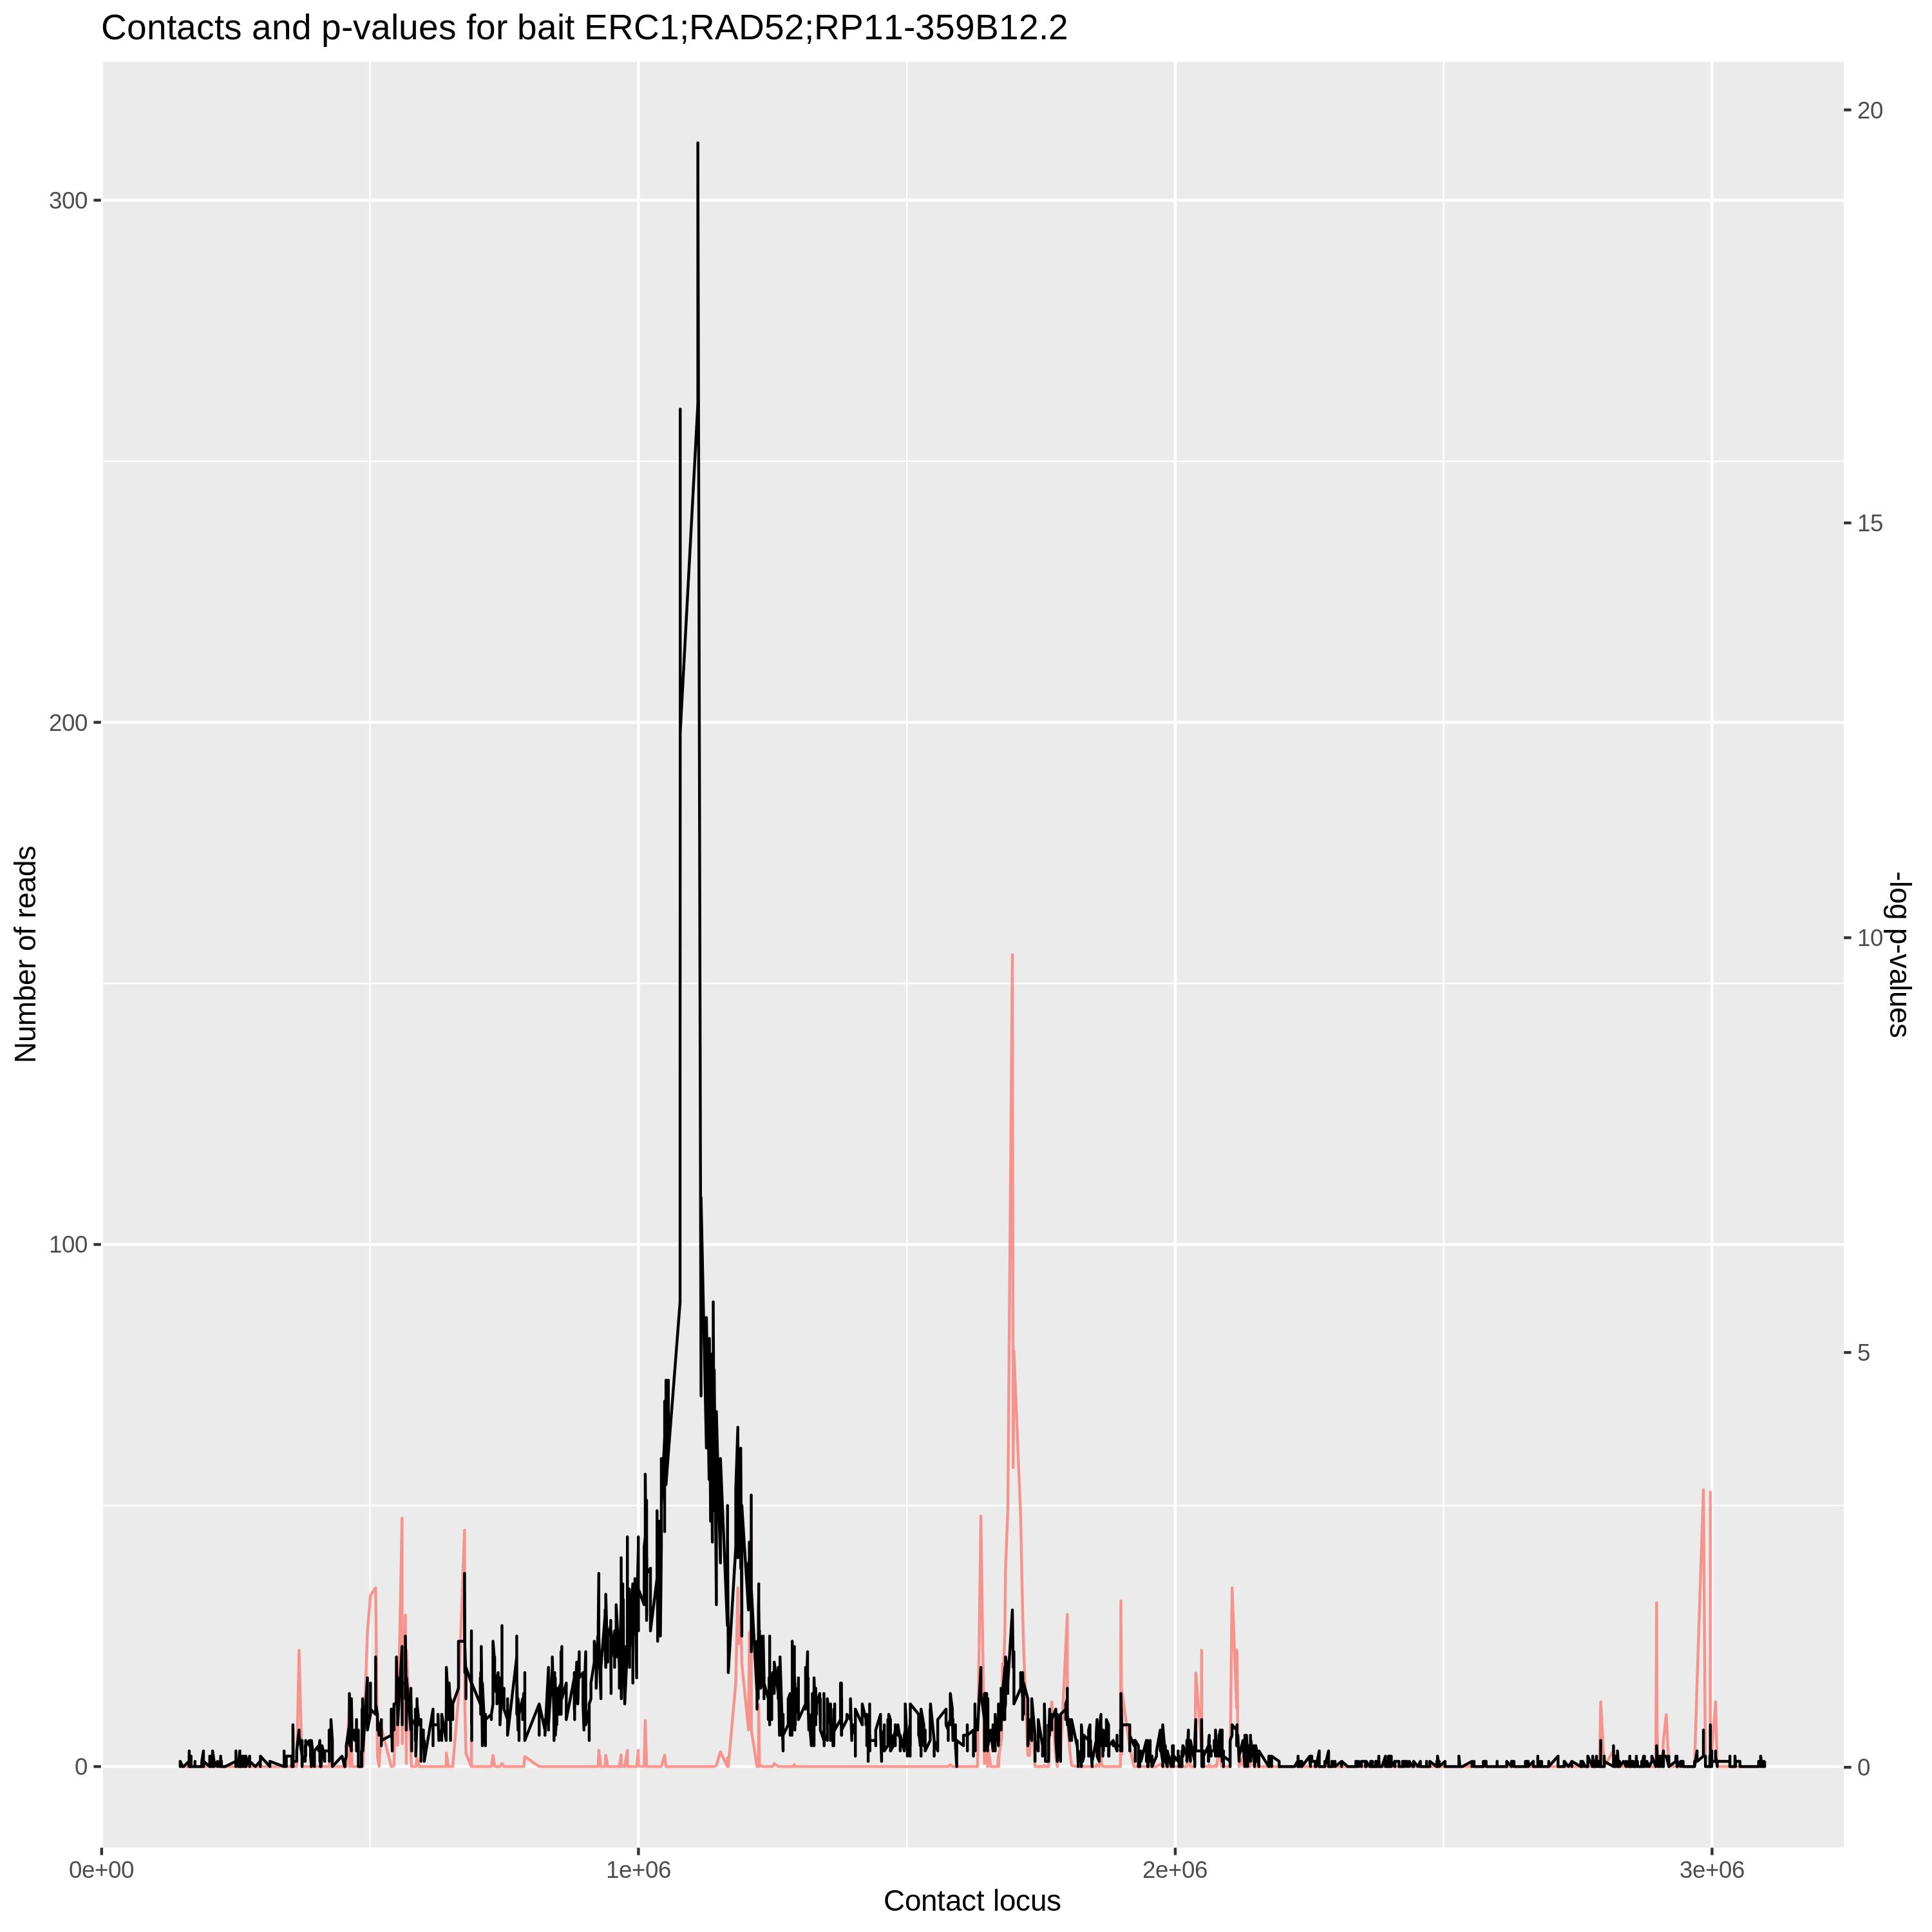 Contacts and p-values for bait ERC1;RAD52;RP11-359B12.2
300
200
100
0
Number of reads
20
15
10
5
0
-log p-values
0e+00
1e+06
2e+06
3e+06
Contact locus